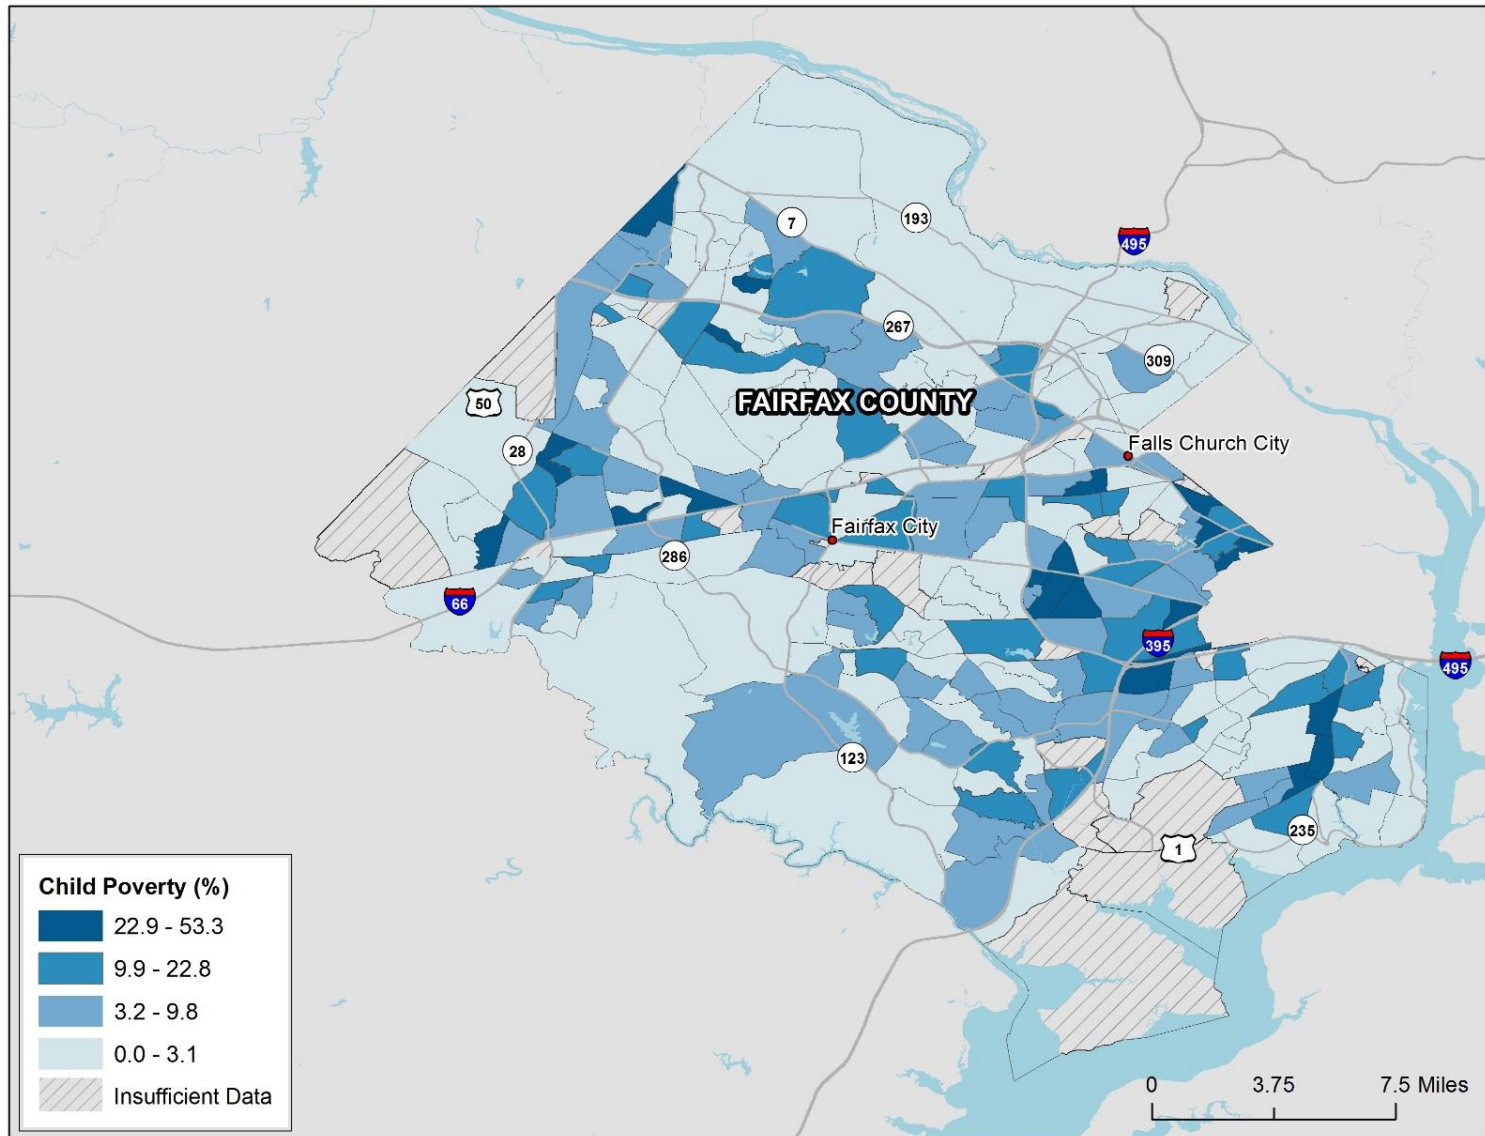 193
7
495
267
309
FAIRFAX COUNTY
50
28
Falls Church City
Fairfax City
286
66
395
495
123
235
1
Child Poverty (%)
22.9 - 53.3
9.9 - 22.8
3.2 - 9.8
0.0 - 3.1
Insufficient Data
0 3.75 7.5 Miles